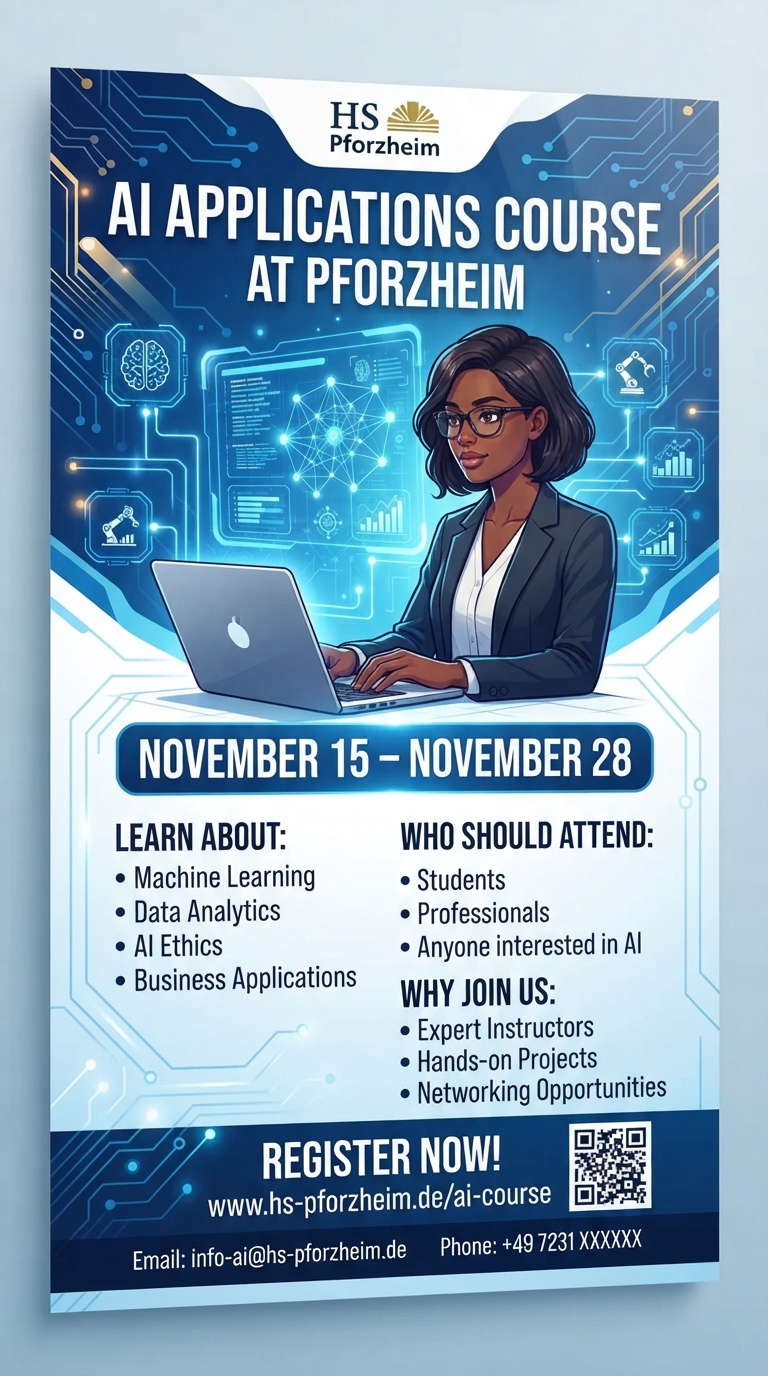 HS
Pforzheim
AI APPLICATIONS COURSE
AT PFORZHEIM
NOVEMBER 15 – NOVEMBER 28
LEARN ABOUT:
• Machine Learning
• Data Analytics
• AI Ethics
• Business Applications
WHO SHOULD ATTEND:
• Students
• Professionals
• Anyone interested in AI
WHY JOIN US:
• Expert Instructors
• Hands-on Projects
• Networking Opportunities
REGISTER NOW!
www.hs-pforzheim.de/ai-course
Email: info-ai@hs-pforzheim.de Phone: +49 7231 XXXXXX